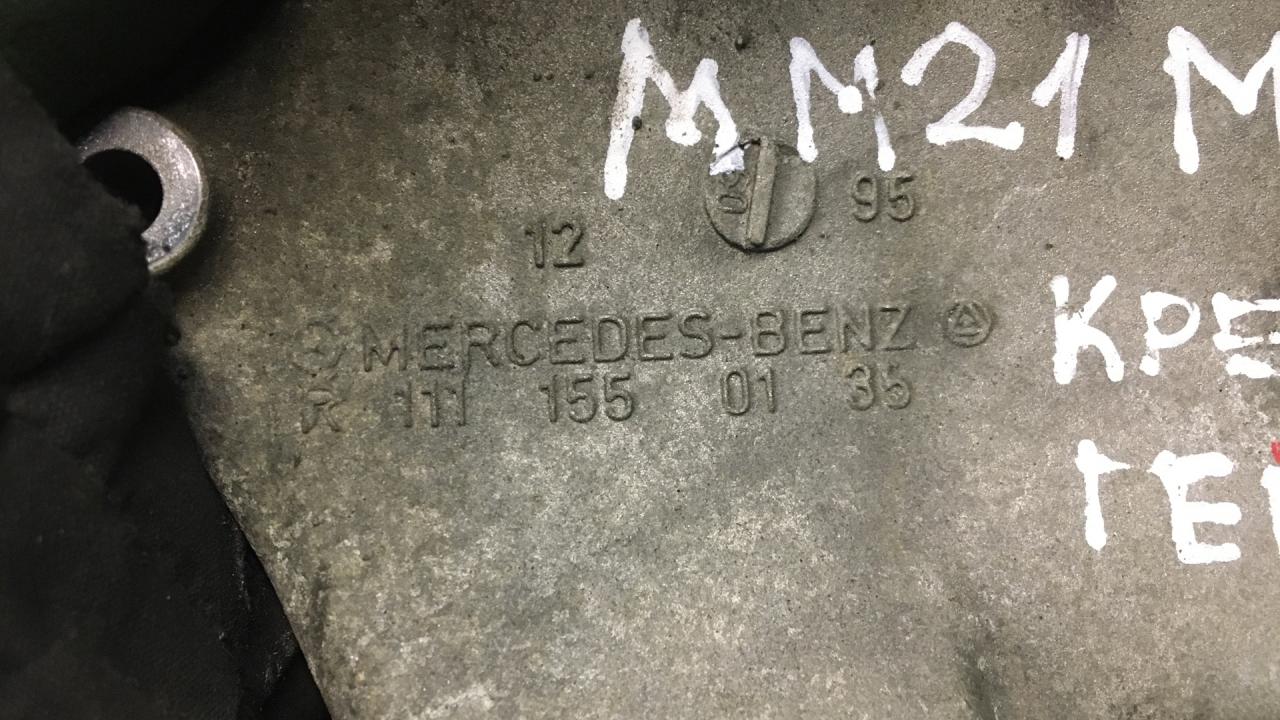 MM21 M
12 95
MERCEDES-BENZ
R 111 155 01 35
КРЕ
ГЕ